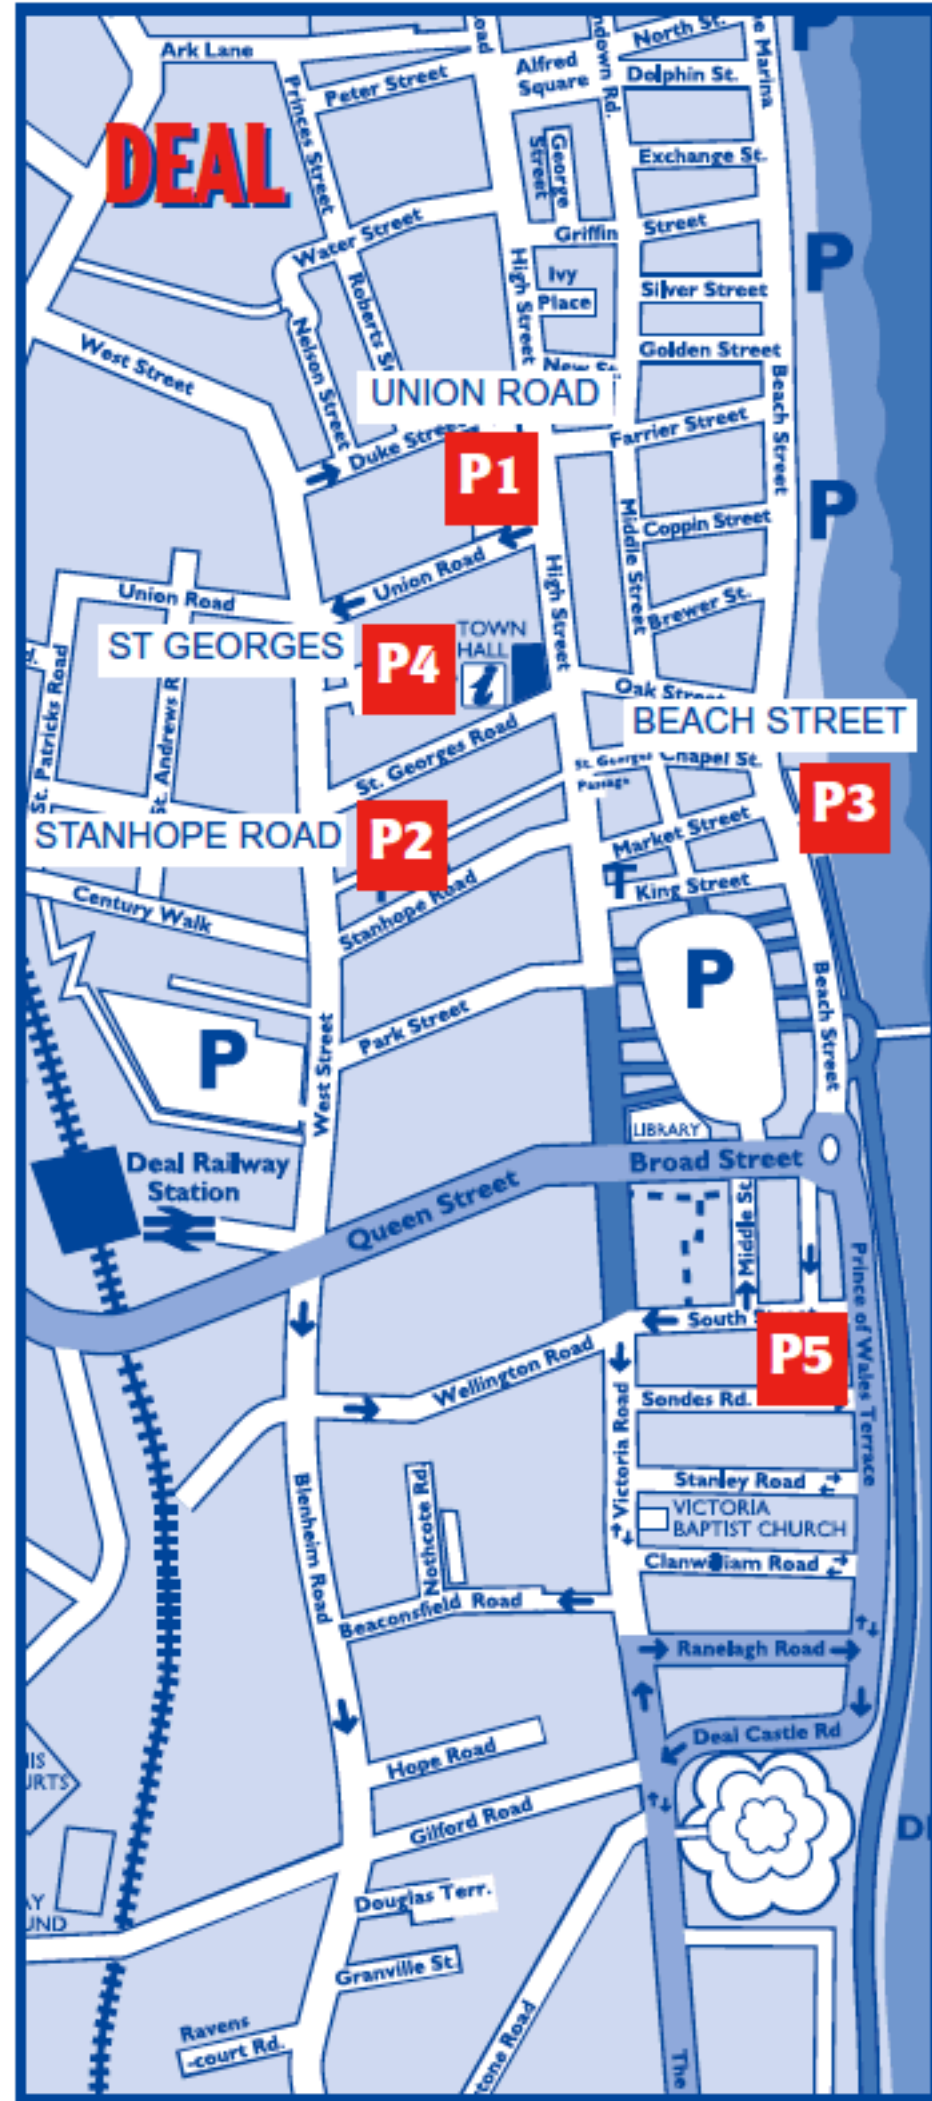 Ark Lane
Peter Street
Princes Street
Alfred
Square
North St.
Dolphin St.
Marina
P
DEAL
George
Street
Exchange St.
Water Street
Griffin
Street
High Street
Ivy
Place
Silver Street
P
Roberts
Nelson Street
West Street
Golden Street
Beach Street
UNION ROAD
Duke
Farrier Street
P1
Middle Street
Coppin Street
P
Union Road
High Street
Brewer St.
Union Road
ST GEORGES
P4
TOWN
HALL
i
Oak
St. Patricks Road
St. Andrews
St. Georges Road
BEACH STREET
St. Georges
Passage
Chapel St.
STANHOPE ROAD
P2
P3
Market Street
T
King Street
Century Walk
Stanhope Road
P
Beach Street
Park Street
P
West Street
LIBRARY
Deal Railway
Station
Queen Street
Broad Street
Middle St.
Prince of Wales Terrace
South
P5
Wellington Road
Victoria Road
Sondes Rd.
Stanley Road
Nothcote Rd.
VICTORIA
BAPTIST CHURCH
Blenheim Road
Clanwilliam Road
Beaconsfield Road
Ranelagh Road
Deal Castle Rd
Hope Road
Gilford Road
Douglas Terr.
Granville St.
Ravens
-court Rd.
The